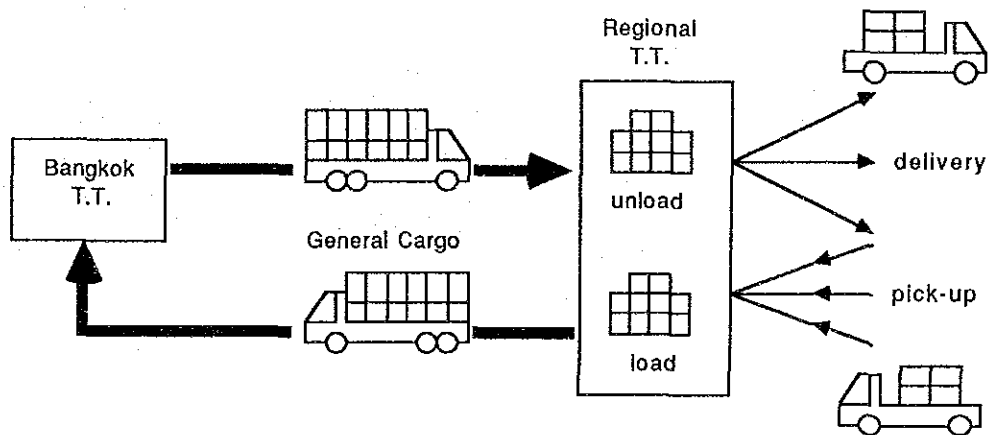 Regional
T.T.
Bangkok
T.T.
unload
delivery
General Cargo
pick-up
load